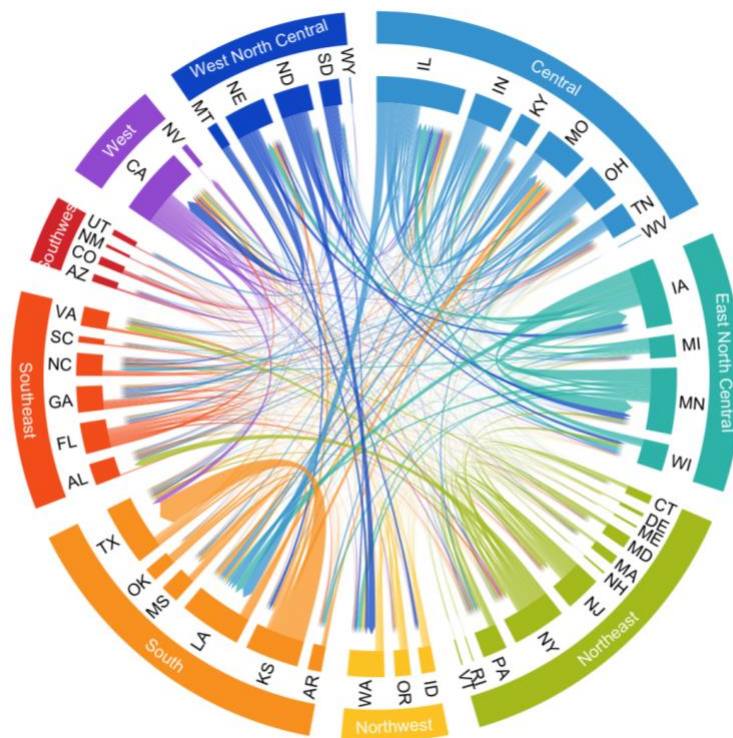 West North Central
MT
NE
ND
SD
WY
Central
IL
IN
KY
MO
OH
TN
WV
East North Central
IA
MI
MN
WI
Northeast
CT
DE
ME
MD
MA
NH
NJ
NY
PA
RI
VT
Northwest
ID
OR
WA
South
AR
KS
LA
MS
OK
TX
Southeast
AL
FL
GA
NC
SC
VA
Southwest
AZ
CO
NM
UT
West
CA
NV